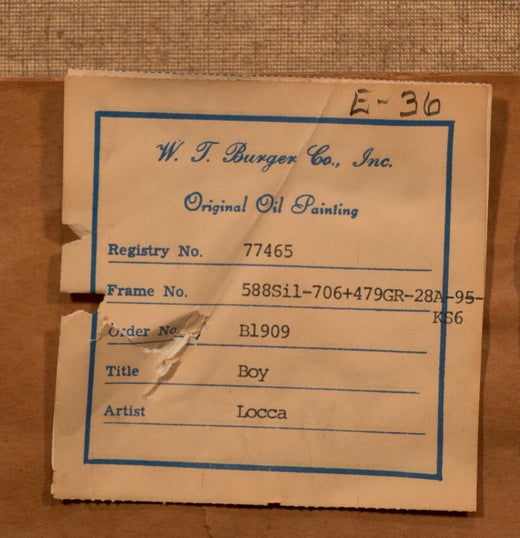 E-36
W. T. Burger Co., Inc.
Original Oil Painting
Registry No. 77465
Frame No. 588Sil-706+479GR-28A-95-
KS6
Order No. B1909
Title Boy
Artist Locca